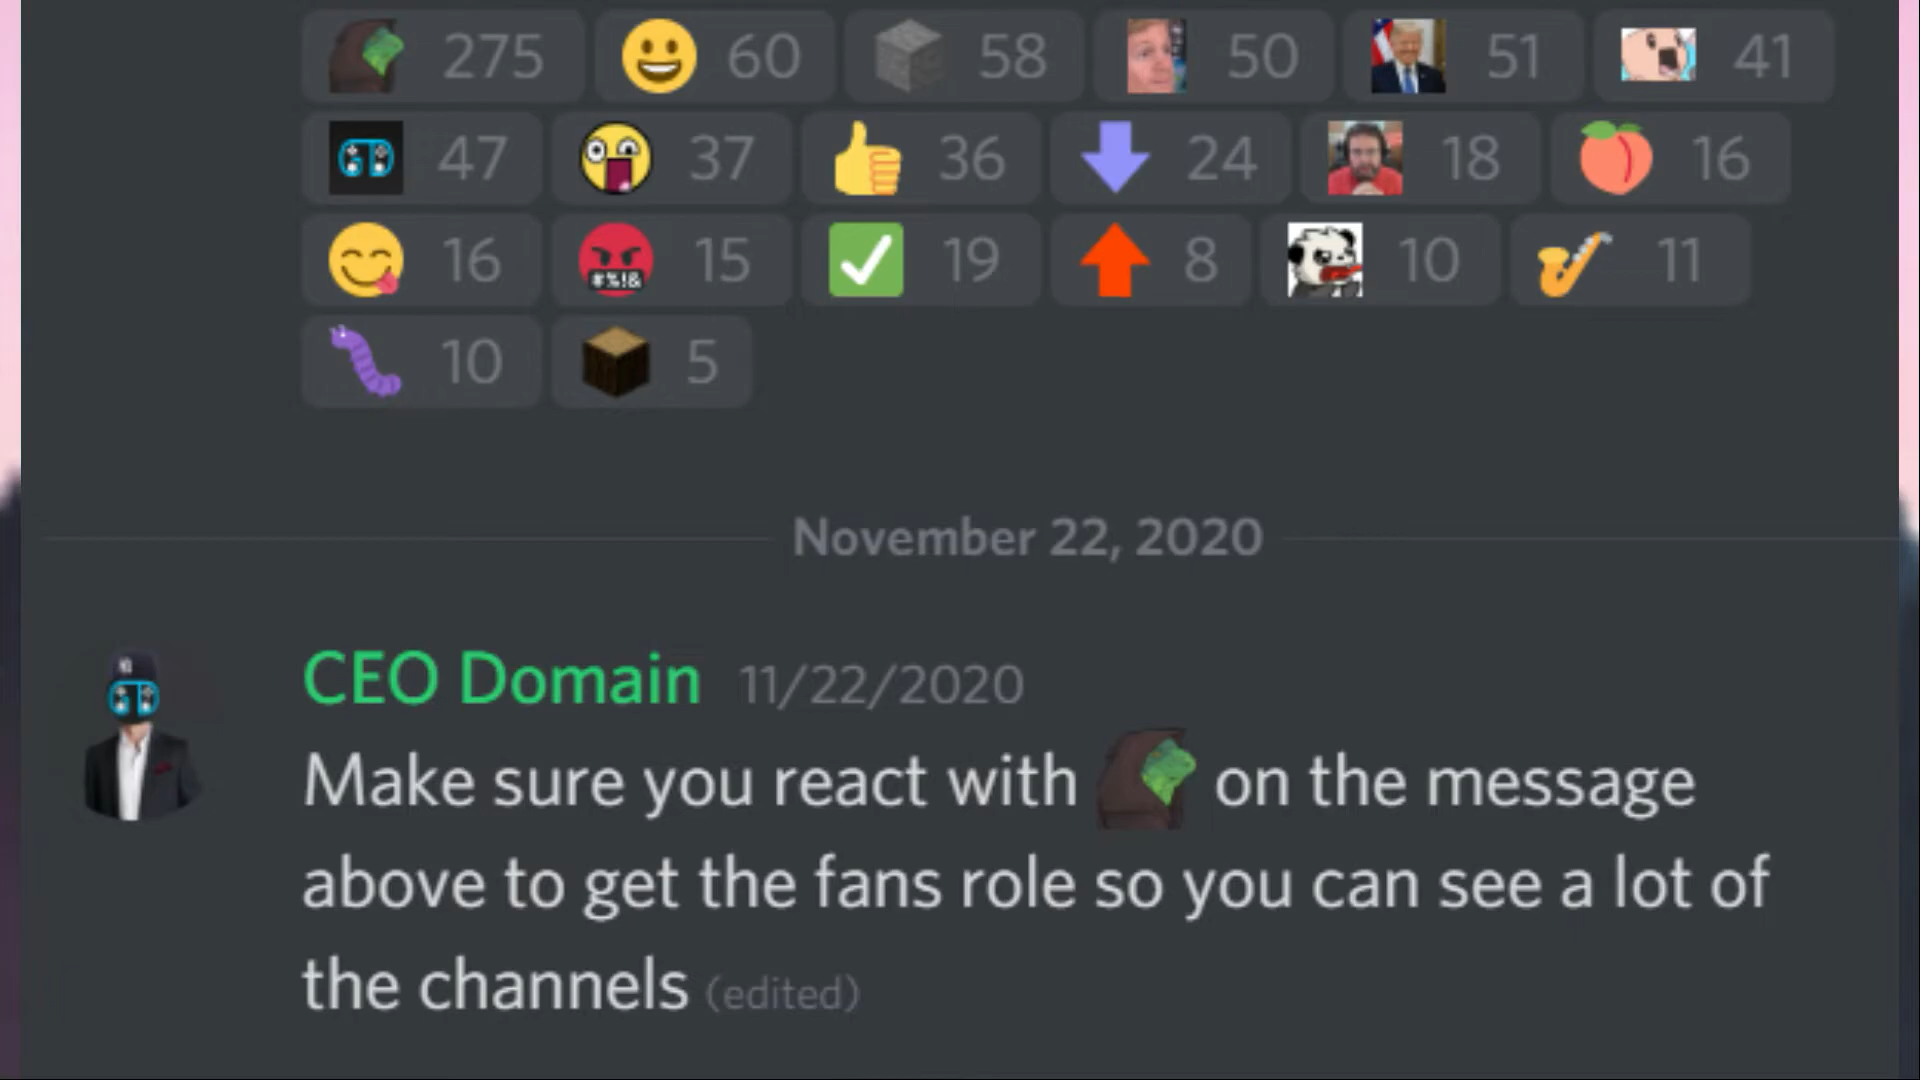 275 60 58 50 51 41
47 37 36 24 18 16
16 #%!& 15 19 8 10 11
10 5
November 22, 2020
CEO Domain 11/22/2020
Make sure you react with on the message
above to get the fans role so you can see a lot of
the channels (edited)